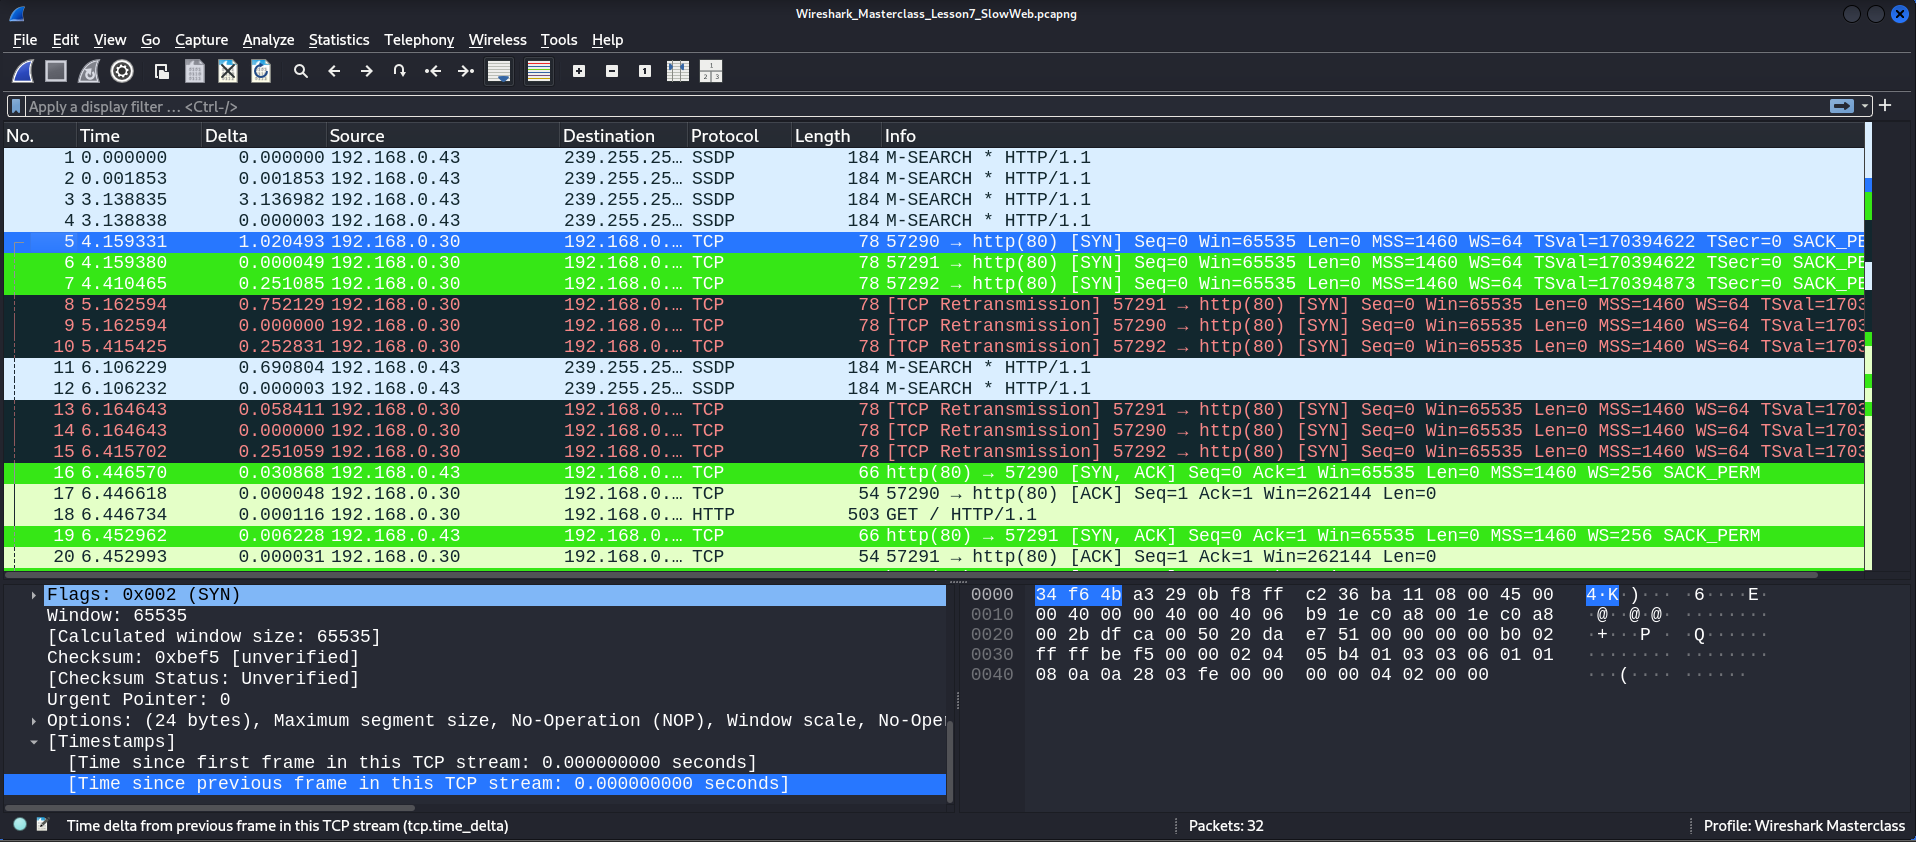 Wireshark_Masterclass_Lesson7_SlowWeb.pcapng
File Edit View Go Capture Analyze Statistics Telephony Wireless Tools Help
Apply a display filter … <Ctrl-/>
No. Time Delta Source Destination Protocol Length Info
1 0.000000 0.000000 192.168.0.43 239.255.25… SSDP 184 M-SEARCH * HTTP/1.1
2 0.001853 0.001853 192.168.0.43 239.255.25… SSDP 184 M-SEARCH * HTTP/1.1
3 3.138835 3.136982 192.168.0.43 239.255.25… SSDP 184 M-SEARCH * HTTP/1.1
4 3.138838 0.000003 192.168.0.43 239.255.25… SSDP 184 M-SEARCH * HTTP/1.1
5 4.159331 1.020493 192.168.0.30 192.168.0.… TCP 78 57290 → http(80) [SYN] Seq=0 Win=65535 Len=0 MSS=1460 WS=64 TSval=170394622 TSecr=0 SACK_PE
6 4.159380 0.000049 192.168.0.30 192.168.0.… TCP 78 57291 → http(80) [SYN] Seq=0 Win=65535 Len=0 MSS=1460 WS=64 TSval=170394622 TSecr=0 SACK_PE
7 4.410465 0.251085 192.168.0.30 192.168.0.… TCP 78 57292 → http(80) [SYN] Seq=0 Win=65535 Len=0 MSS=1460 WS=64 TSval=170394873 TSecr=0 SACK_PE
8 5.162594 0.752129 192.168.0.30 192.168.0.… TCP 78 [TCP Retransmission] 57291 → http(80) [SYN] Seq=0 Win=65535 Len=0 MSS=1460 WS=64 TSval=1703
9 5.162594 0.000000 192.168.0.30 192.168.0.… TCP 78 [TCP Retransmission] 57290 → http(80) [SYN] Seq=0 Win=65535 Len=0 MSS=1460 WS=64 TSval=1703
10 5.415425 0.252831 192.168.0.30 192.168.0.… TCP 78 [TCP Retransmission] 57292 → http(80) [SYN] Seq=0 Win=65535 Len=0 MSS=1460 WS=64 TSval=1703
11 6.106229 0.690804 192.168.0.43 239.255.25… SSDP 184 M-SEARCH * HTTP/1.1
12 6.106232 0.000003 192.168.0.43 239.255.25… SSDP 184 M-SEARCH * HTTP/1.1
13 6.164643 0.058411 192.168.0.30 192.168.0.… TCP 78 [TCP Retransmission] 57291 → http(80) [SYN] Seq=0 Win=65535 Len=0 MSS=1460 WS=64 TSval=1703
14 6.164643 0.000000 192.168.0.30 192.168.0.… TCP 78 [TCP Retransmission] 57290 → http(80) [SYN] Seq=0 Win=65535 Len=0 MSS=1460 WS=64 TSval=1703
15 6.415702 0.251059 192.168.0.30 192.168.0.… TCP 78 [TCP Retransmission] 57292 → http(80) [SYN] Seq=0 Win=65535 Len=0 MSS=1460 WS=64 TSval=1703
16 6.446570 0.030868 192.168.0.43 192.168.0.… TCP 66 http(80) → 57290 [SYN, ACK] Seq=0 Ack=1 Win=65535 Len=0 MSS=1460 WS=256 SACK_PERM
17 6.446618 0.000048 192.168.0.30 192.168.0.… TCP 54 57290 → http(80) [ACK] Seq=1 Ack=1 Win=262144 Len=0
18 6.446734 0.000116 192.168.0.30 192.168.0.… HTTP 503 GET / HTTP/1.1
19 6.452962 0.006228 192.168.0.43 192.168.0.… TCP 66 http(80) → 57291 [SYN, ACK] Seq=0 Ack=1 Win=65535 Len=0 MSS=1460 WS=256 SACK_PERM
20 6.452993 0.000031 192.168.0.30 192.168.0.… TCP 54 57291 → http(80) [ACK] Seq=1 Ack=1 Win=262144 Len=0
Flags: 0x002 (SYN)
Window: 65535
[Calculated window size: 65535]
Checksum: 0xbef5 [unverified]
[Checksum Status: Unverified]
Urgent Pointer: 0
Options: (24 bytes), Maximum segment size, No-Operation (NOP), Window scale, No-Ope
[Timestamps]
[Time since first frame in this TCP stream: 0.000000000 seconds]
[Time since previous frame in this TCP stream: 0.000000000 seconds]
0000 34 f6 4b a3 29 0b f8 ff c2 36 ba 11 08 00 45 00 4·K·)··· ·6····E·
0010 00 40 00 00 40 00 40 06 b9 1e c0 a8 00 1e c0 a8 ·@··@·@· ········
0020 00 2b df ca 00 50 20 da e7 51 00 00 00 00 b0 02 ·+···P · ·Q······
0030 ff ff be f5 00 00 02 04 05 b4 01 03 03 06 01 01 ········ ········
0040 08 0a 0a 28 03 fe 00 00 00 00 04 02 00 00 ···(···· ······
Time delta from previous frame in this TCP stream (tcp.time_delta)
Packets: 32
Profile: Wireshark Masterclass